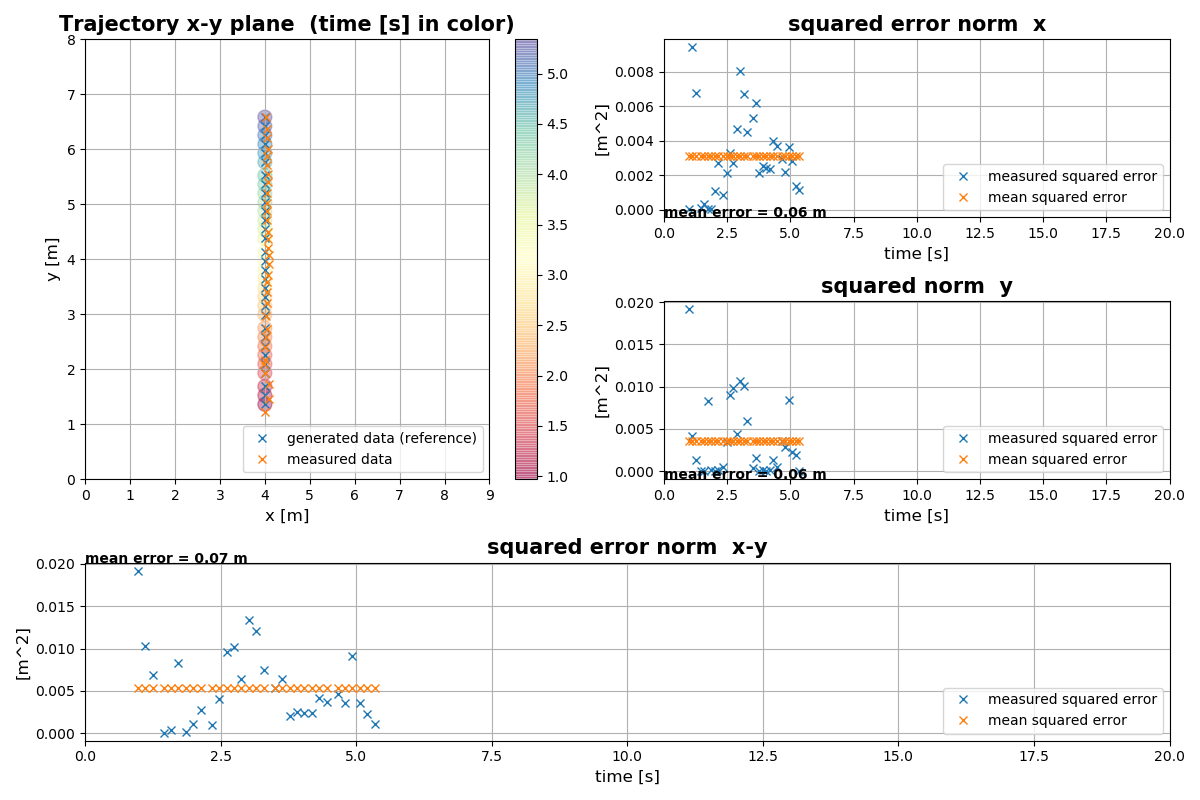 Trajectory x-y plane  (time [s] in color)
8
7
6
5
4
3
2
1
0
y [m]
0 1 2 3 4 5 6 7 8 9
x [m]
generated data (reference)
measured data
5.0
4.5
4.0
3.5
3.0
2.5
2.0
1.5
1.0
squared error norm  x
0.008
0.006
0.004
0.002
0.000
[m^2]
measured squared error
mean squared error
mean error = 0.06 m
0.0 2.5 5.0 7.5 10.0 12.5 15.0 17.5 20.0
time [s]
squared norm  y
0.020
0.015
0.010
0.005
0.000
[m^2]
measured squared error
mean squared error
mean error = 0.06 m
0.0 2.5 5.0 7.5 10.0 12.5 15.0 17.5 20.0
time [s]
squared error norm  x-y
mean error = 0.07 m
0.020
0.015
0.010
0.005
0.000
[m^2]
measured squared error
mean squared error
0.0 2.5 5.0 7.5 10.0 12.5 15.0 17.5 20.0
time [s]